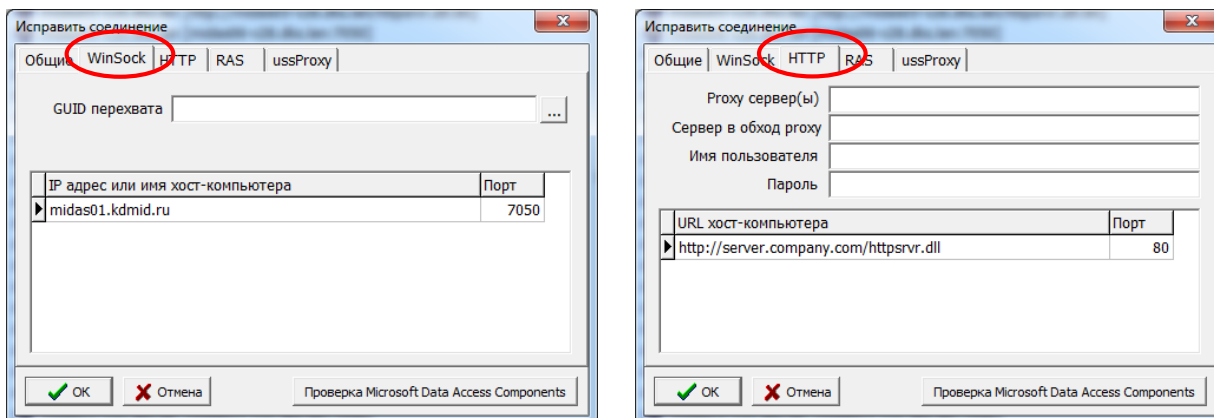 Исправить соединение
Общие WinSock HTTP RAS ussProxy
GUID перехвата
...
IP адрес или имя хост-компьютера Порт
midas01.kdmid.ru 7050
OK Отмена Проверка Microsoft Data Access Components
Исправить соединение
Общие WinSock HTTP RAS ussProxy
Proxy сервер(ы)
Сервер в обход proxy
Имя пользователя
Пароль
URL хост-компьютера Порт
http://server.company.com/httpsrvr.dll 80
OK Отмена Проверка Microsoft Data Access Components